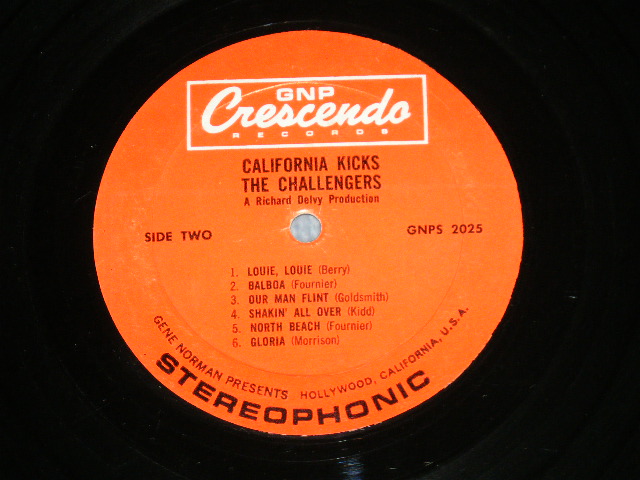 GNP
Crescendo
RECORDS
CALIFORNIA KICKS
THE CHALLENGERS
A Richard Delvy Production
SIDE TWO
GNPS 2025
1. LOUIE, LOUIE (Berry)
2. BALBOA (Fournier)
3. OUR MAN FLINT (Goldsmith)
4. SHAKIN' ALL OVER (Kidd)
5. NORTH BEACH (Fournier)
6. GLORIA (Morrison)
GENE NORMAN PRESENTS HOLLYWOOD, CALIFORNIA, U.S.A.
STEREOPHONIC